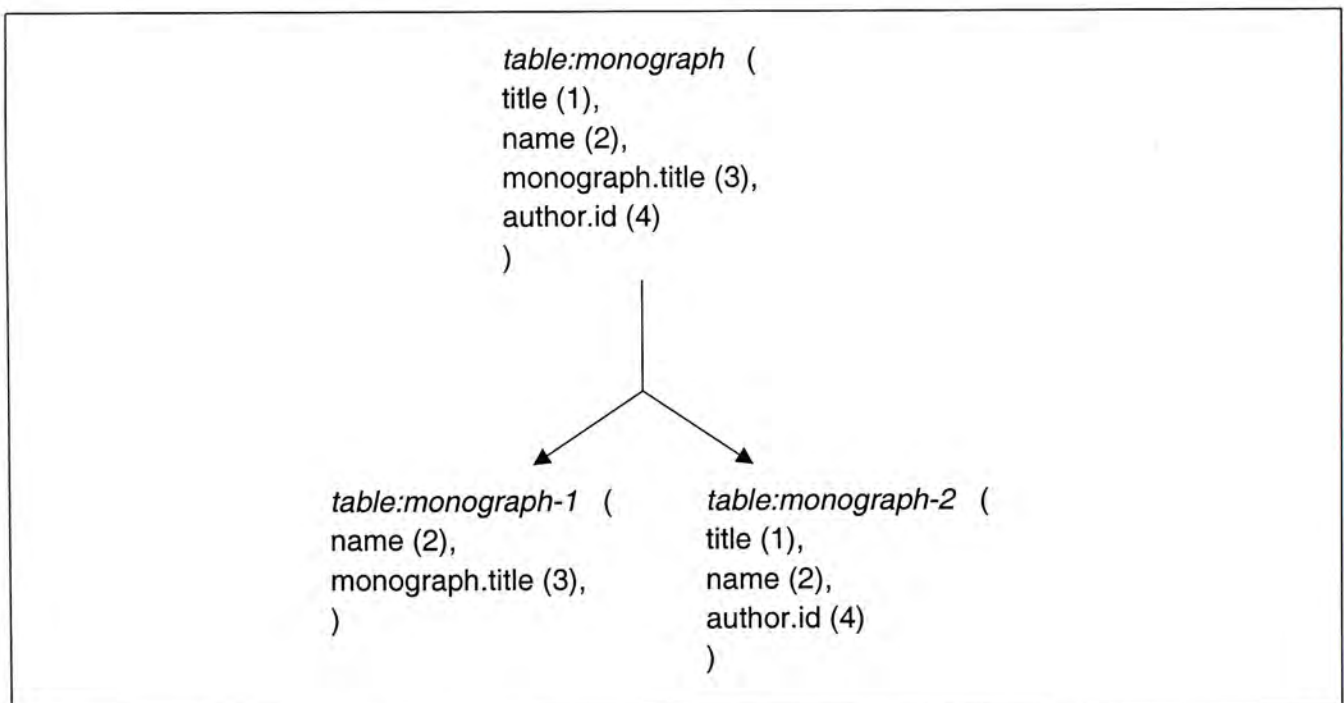 table:monograph (
title (1),
name (2),
monograph.title (3),
author.id (4)
)
table:monograph-1 (
name (2),
monograph.title (3),
)
table:monograph-2 (
title (1),
name (2),
author.id (4)
)